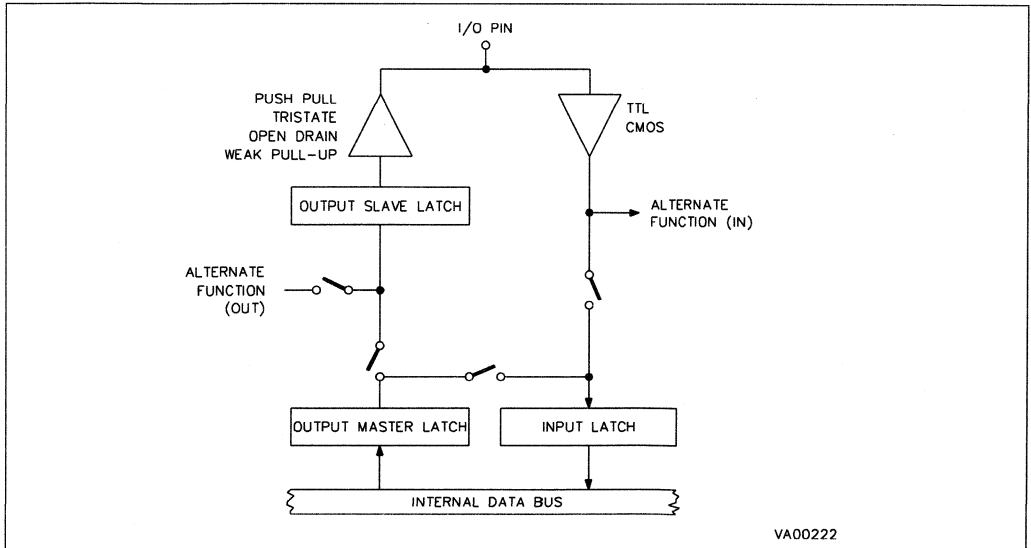 I/O PIN
PUSH PULL
TRISTATE
OPEN DRAIN
WEAK PULL-UP
TTL
CMOS
OUTPUT SLAVE LATCH
ALTERNATE
FUNCTION (IN)
ALTERNATE
FUNCTION
(OUT)
OUTPUT MASTER LATCH
INPUT LATCH
INTERNAL DATA BUS
VA00222